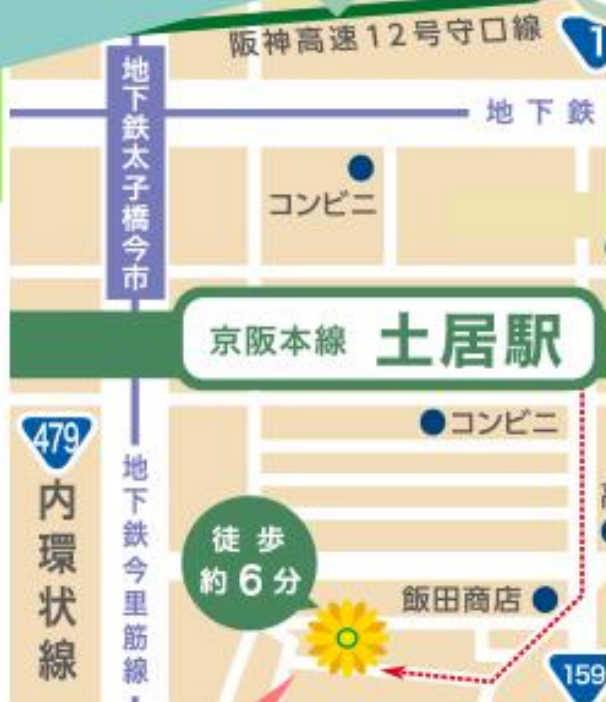 阪神高速12号守口線
1
地下鉄
地下鉄太子橋今市
コンビニ
京阪本線 土居駅
コンビニ
479
内環状線
地下鉄今里筋線
徒歩
約6分
飯田商店
159